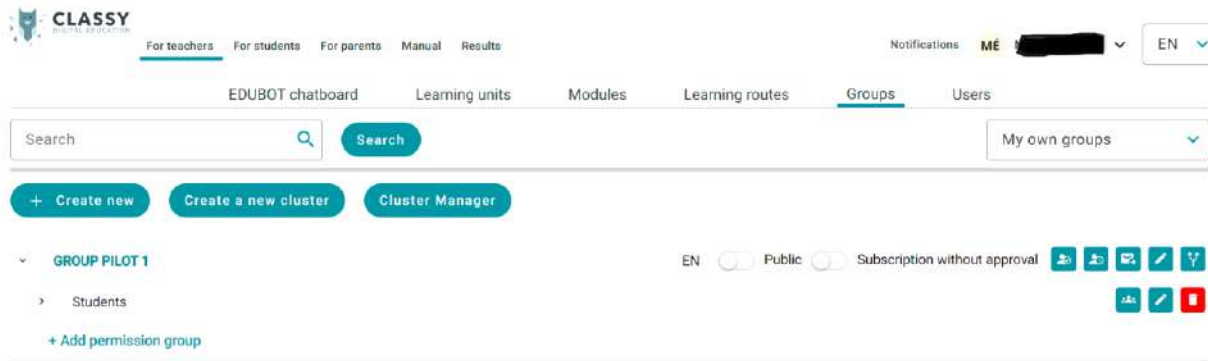 CLASSY
DIGITAL EDUCATION
For teachers For students For parents Manual Results
Notifications MÉ EN
EDUBOT chatboard Learning units Modules Learning routes Groups Users
Search Search My own groups
+ Create new Create a new cluster Cluster Manager
GROUP PILOT 1 EN Public Subscription without approval
Students
+ Add permission group